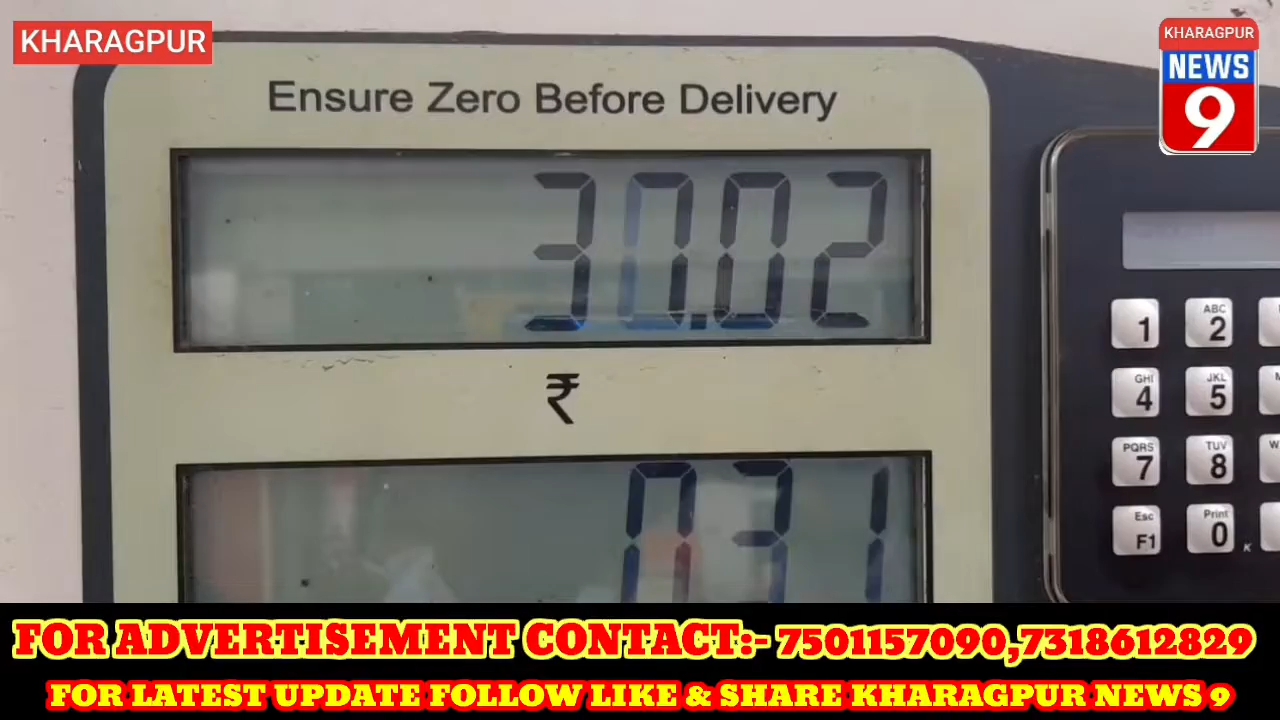 KHARAGPUR
KHARAGPUR
NEWS
9
Ensure Zero Before Delivery
30.02
₹
0.31
1
ABC
2
GHI
4
JKL
5
PQRS
7
TUV
8
Esc
F1
Print
0
K
FOR ADVERTISEMENT CONTACT:- 7501157090,7318612829
FOR LATEST UPDATE FOLLOW LIKE & SHARE KHARAGPUR NEWS 9